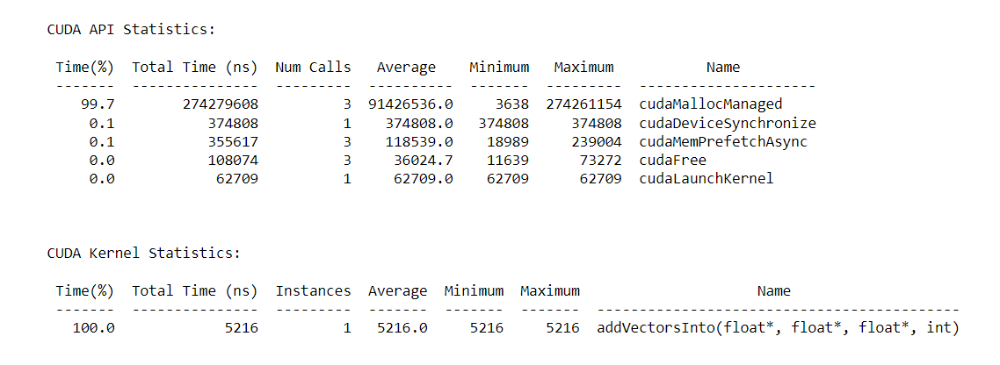 CUDA API Statistics:
Time(%) Total Time (ns) Num Calls Average Minimum Maximum Name
------- --------------- --------- ---------- ------- --------- ---------------------
99.7 274279608 3 91426536.0 3638 274261154 cudaMallocManaged
0.1 374808 1 374808.0 374808 374808 cudaDeviceSynchronize
0.1 355617 3 118539.0 18989 239004 cudaMemPrefetchAsync
0.0 108074 3 36024.7 11639 73272 cudaFree
0.0 62709 1 62709.0 62709 62709 cudaLaunchKernel
CUDA Kernel Statistics:
Time(%) Total Time (ns) Instances Average Minimum Maximum Name
------- --------------- --------- ------- ------- ------- -------------------------------------------
100.0 5216 1 5216.0 5216 5216 addVectorsInto(float*, float*, float*, int)